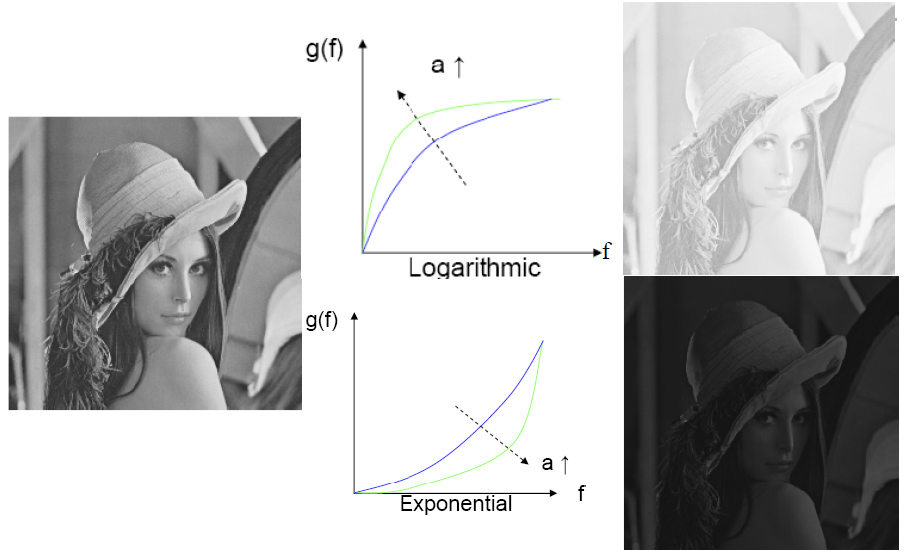 g(f)
a ↑
f
Logarithmic
g(f)
a ↑
f
Exponential